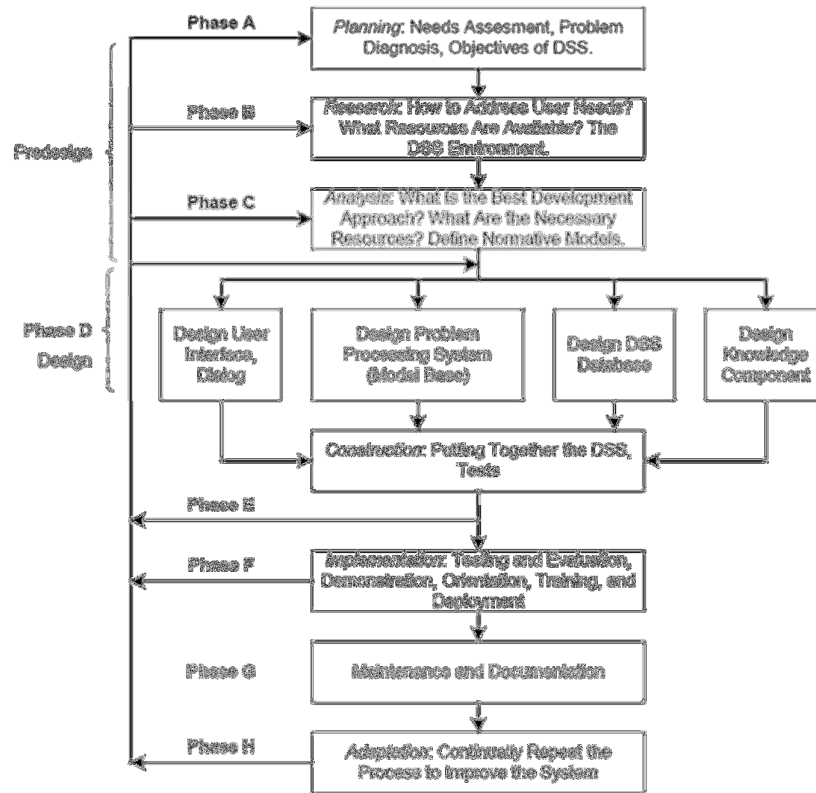 Phase A
Planning: Needs Assesment, Problem
Diagnosis, Objectives of DSS.
Phase B
Research: How to Address User Needs?
What Resources Are Available? The
DSS Environment.
Predesign
Phase C
Analysis: What Is the Best Development
Approach? What Are the Necessary
Resources? Define Normative Models.
Phase D
Design
Design User
Interface,
Dialog
Design Problem
Processing System
(Model Base)
Design DSS
Database
Design
Knowledge
Component
Construction: Putting Together the DSS,
Tests
Phase E
Phase F
Implementation: Testing and Evaluation,
Demonstration, Orientation, Training, and
Deployment
Phase G
Maintenance and Documentation
Phase H
Adaptation: Continually Repeat the
Process to Improve the System